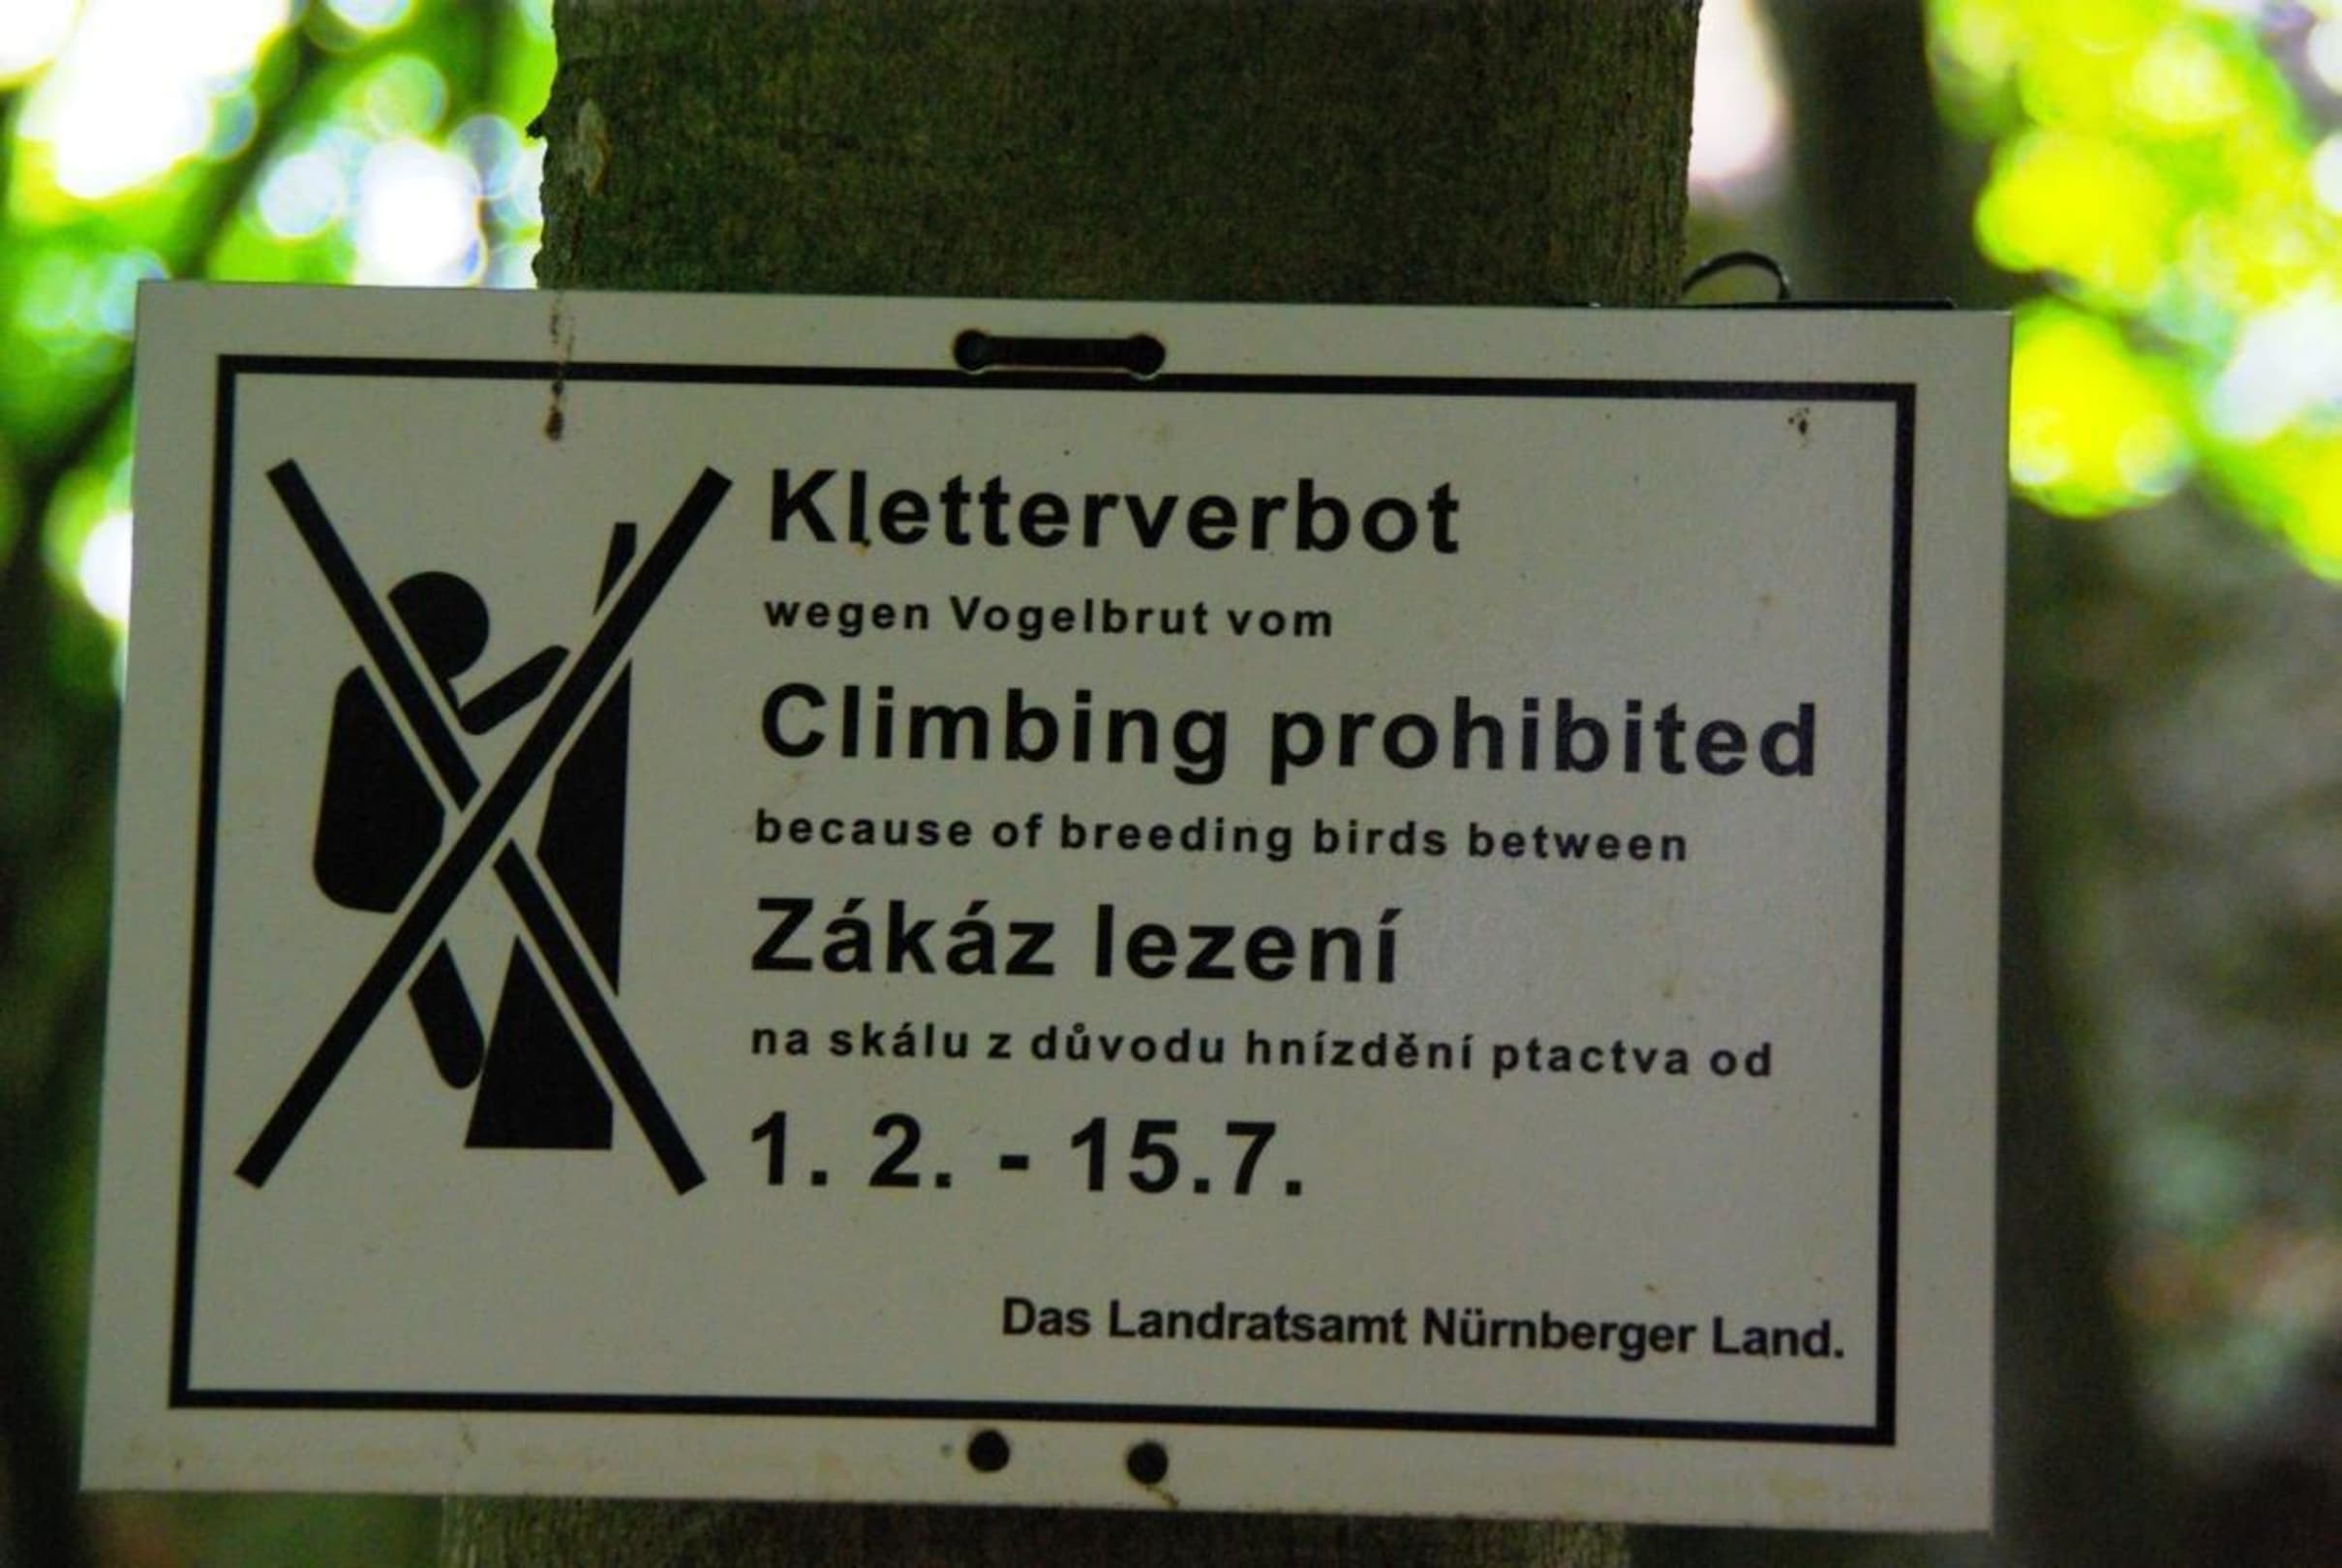 Kletterverbot
wegen Vogelbrut vom
Climbing prohibited
because of breeding birds between
Zákáz lezení
na skálu z důvodu hnízdění ptactva od
1. 2. - 15.7.
Das Landratsamt Nürnberger Land.